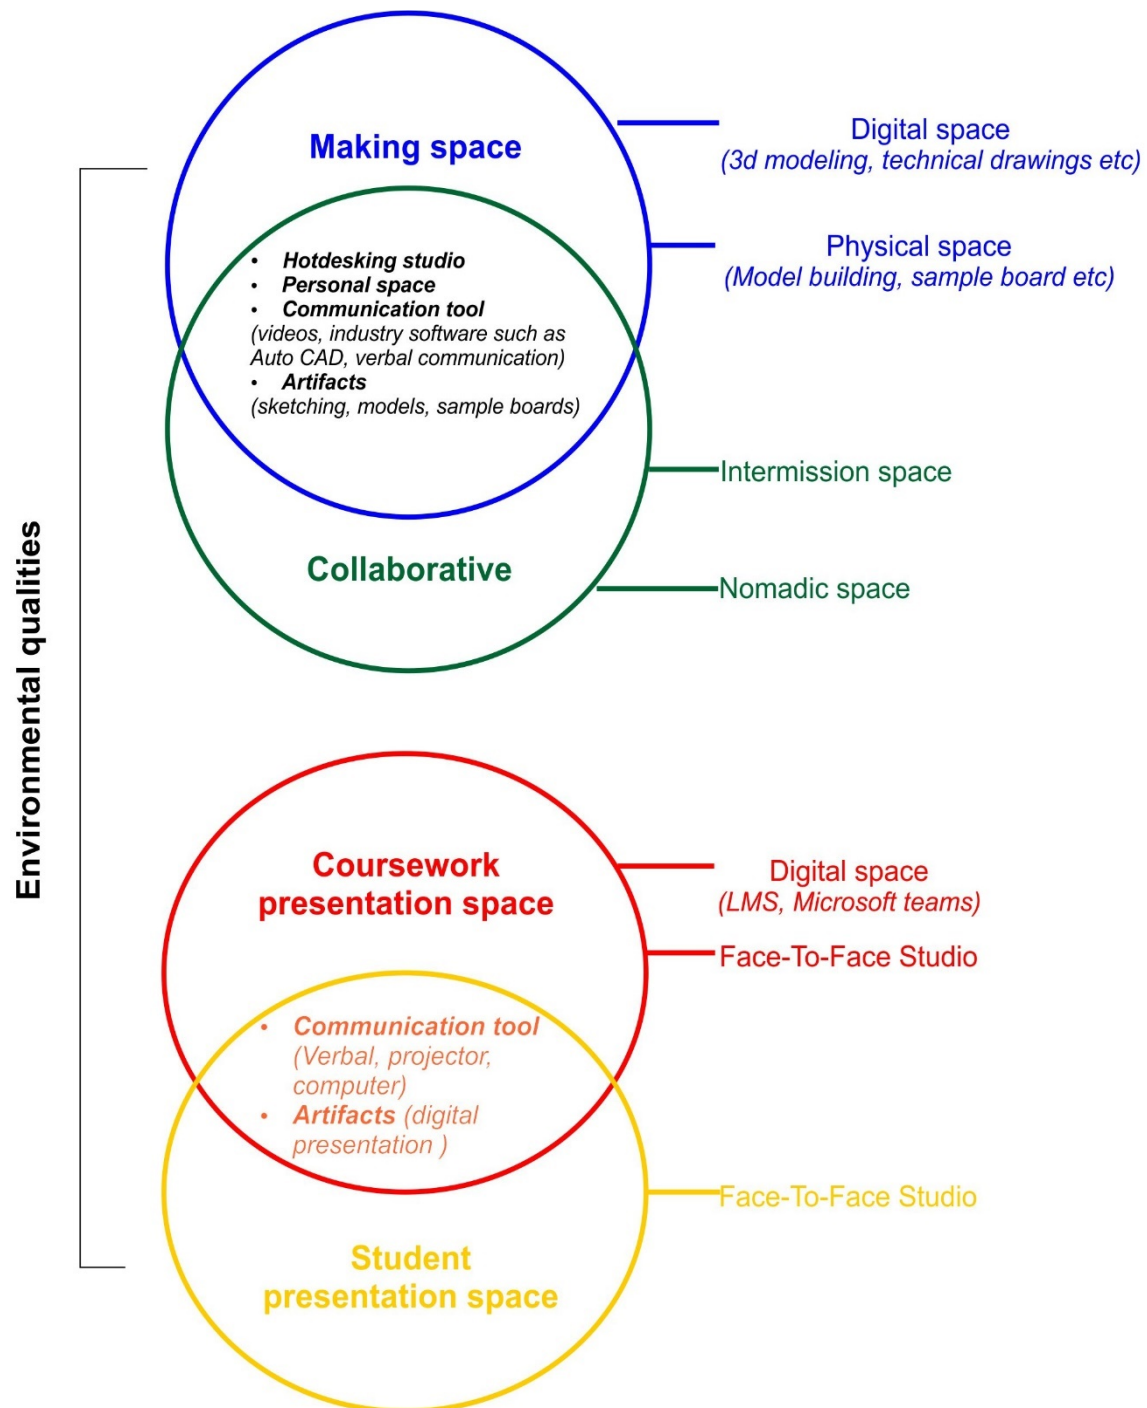 Environmental qualities
Making space
• Hotdesking studio
• Personal space
• Communication tool
(videos, industry software such as
Auto CAD, verbal communication)
• Artifacts
(sketching, models, sample boards)
Collaborative
Digital space
(3d modeling, technical drawings etc)
Physical space
(Model building, sample board etc)
Intermission space
Nomadic space
Coursework
presentation space
• Communication tool
(Verbal, projector,
computer)
• Artifacts (digital
presentation )
Student
presentation space
Digital space
(LMS, Microsoft teams)
Face-To-Face Studio
Face-To-Face Studio